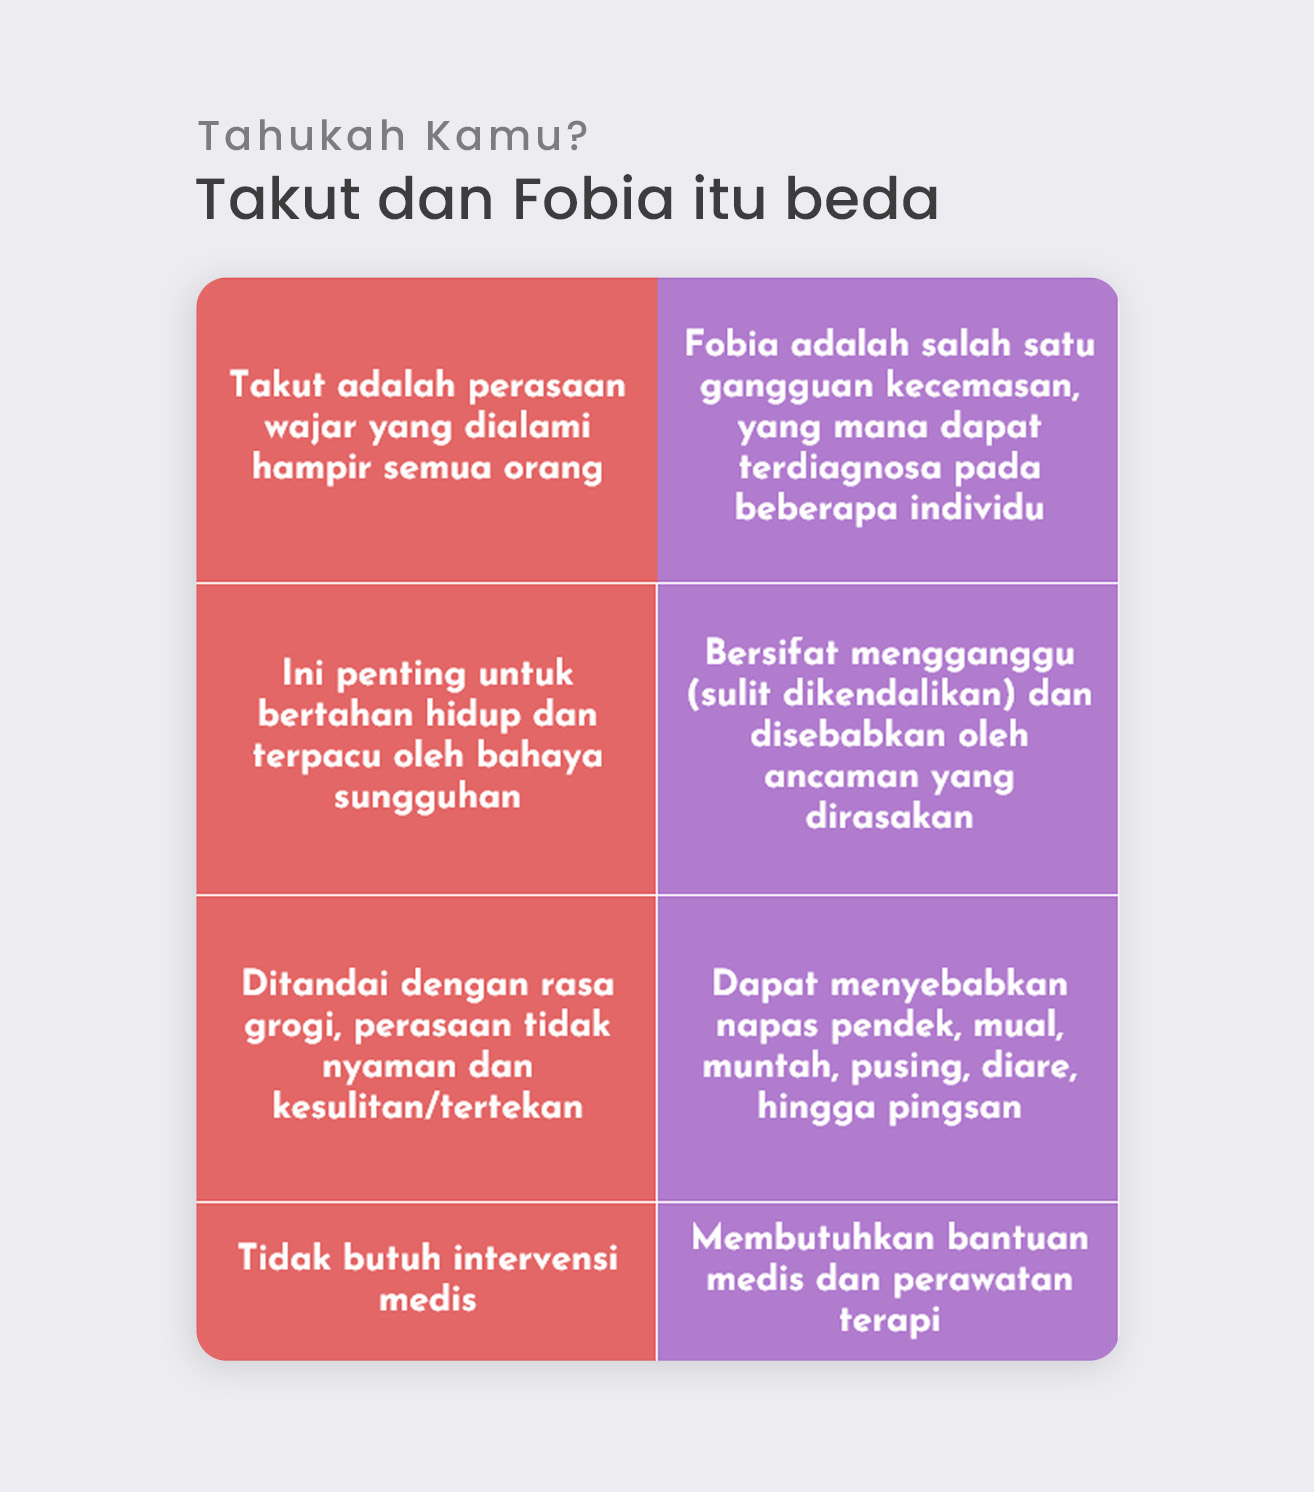 Tahukah Kamu?
Takut dan Fobia itu beda
Takut adalah perasaan
wajar yang dialami
hampir semua orang
Fobia adalah salah satu
gangguan kecemasan,
yang mana dapat
terdiagnosa pada
beberapa individu
Ini penting untuk
bertahan hidup dan
terpacu oleh bahaya
sungguhan
Bersifat mengganggu
(sulit dikendalikan) dan
disebabkan oleh
ancaman yang
dirasakan
Ditandai dengan rasa
grogi, perasaan tidak
nyaman dan
kesulitan/tertekan
Dapat menyebabkan
napas pendek, mual,
muntah, pusing, diare,
hingga pingsan
Tidak butuh intervensi
medis
Membutuhkan bantuan
medis dan perawatan
terapi